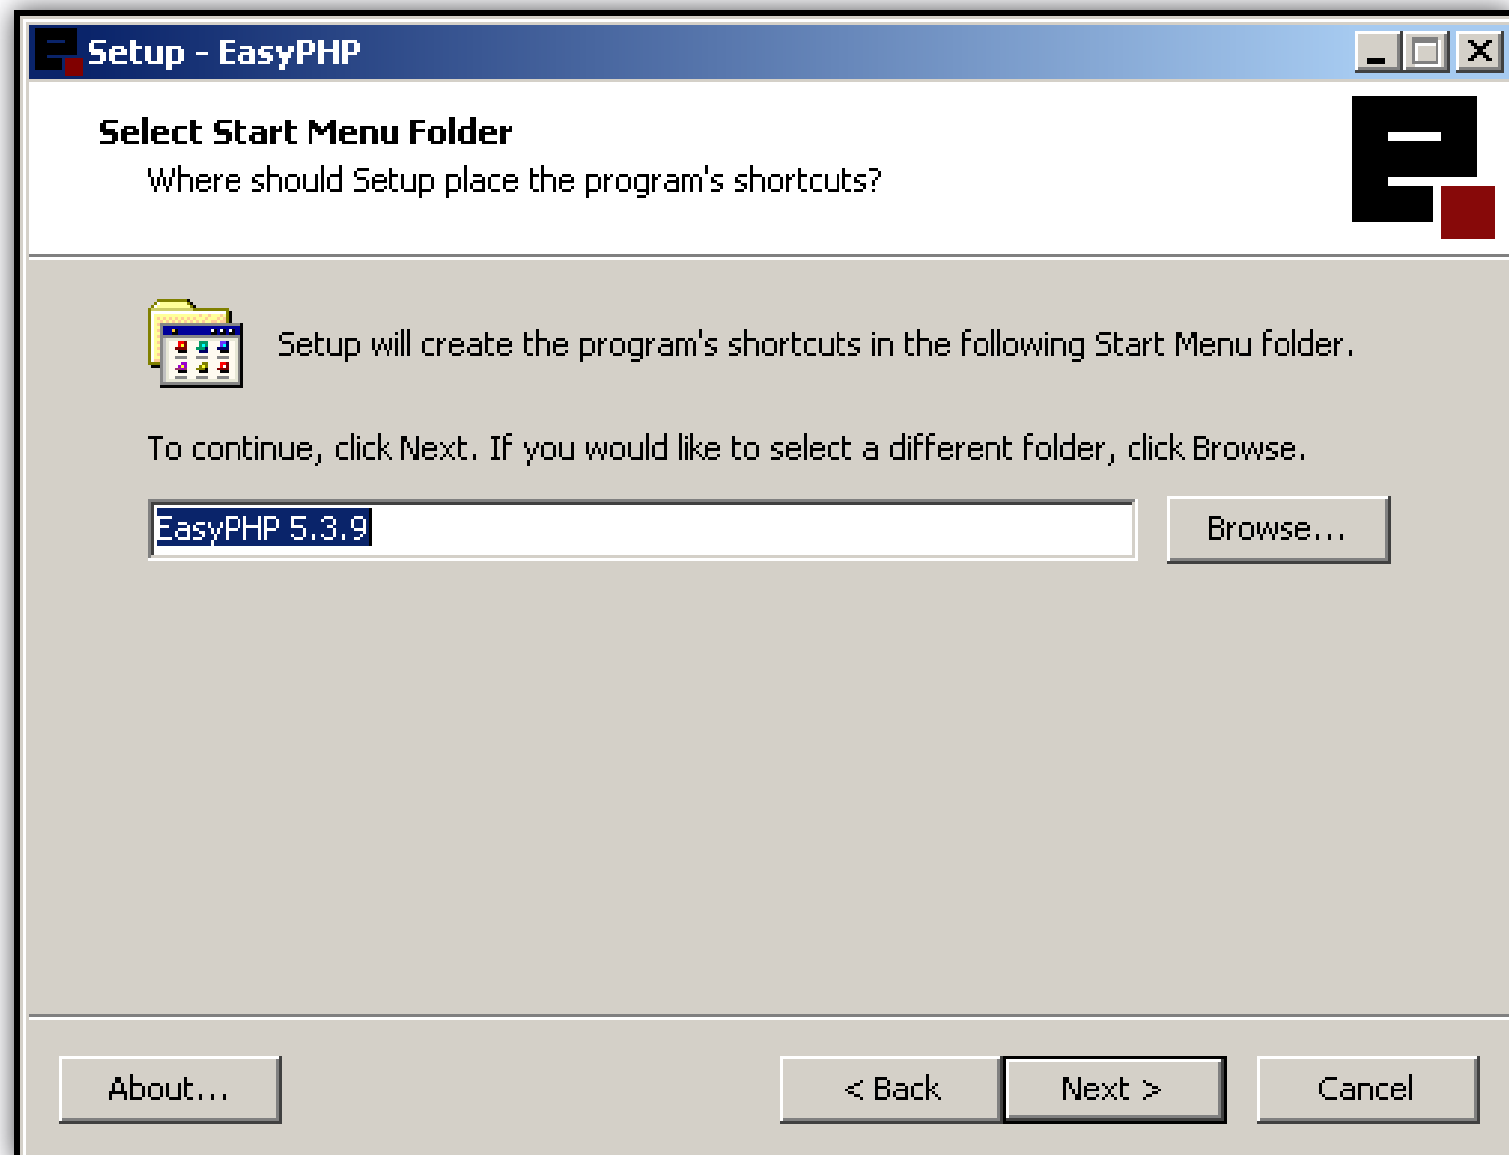 Setup - EasyPHP
Select Start Menu Folder
Where should Setup place the program's shortcuts?
Setup will create the program's shortcuts in the following Start Menu folder.
To continue, click Next. If you would like to select a different folder, click Browse.
EasyPHP 5.3.9
Browse...
About...
< Back
Next >
Cancel